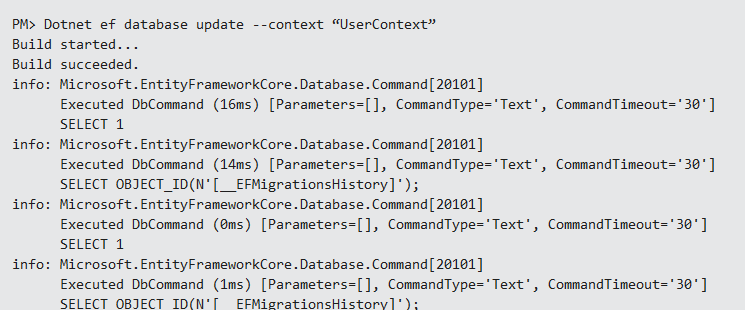 PM> Dotnet ef database update --context “UserContext”
Build started...
Build succeeded.
info: Microsoft.EntityFrameworkCore.Database.Command[20101]
Executed DbCommand (16ms) [Parameters=[], CommandType='Text', CommandTimeout='30']
SELECT 1
info: Microsoft.EntityFrameworkCore.Database.Command[20101]
Executed DbCommand (14ms) [Parameters=[], CommandType='Text', CommandTimeout='30']
SELECT OBJECT_ID(N'[__EFMigrationsHistory]');
info: Microsoft.EntityFrameworkCore.Database.Command[20101]
Executed DbCommand (0ms) [Parameters=[], CommandType='Text', CommandTimeout='30']
SELECT 1
info: Microsoft.EntityFrameworkCore.Database.Command[20101]
Executed DbCommand (1ms) [Parameters=[], CommandType='Text', CommandTimeout='30']
SELECT OBJECT_ID(N'[__EFMigrationsHistory]');